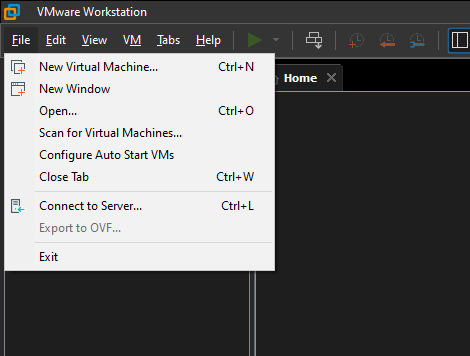 VMware Workstation
File Edit View VM Tabs Help
Home
New Virtual Machine... Ctrl+N
New Window
Open... Ctrl+O
Scan for Virtual Machines...
Configure Auto Start VMs
Close Tab Ctrl+W
Connect to Server... Ctrl+L
Export to OVF...
Exit